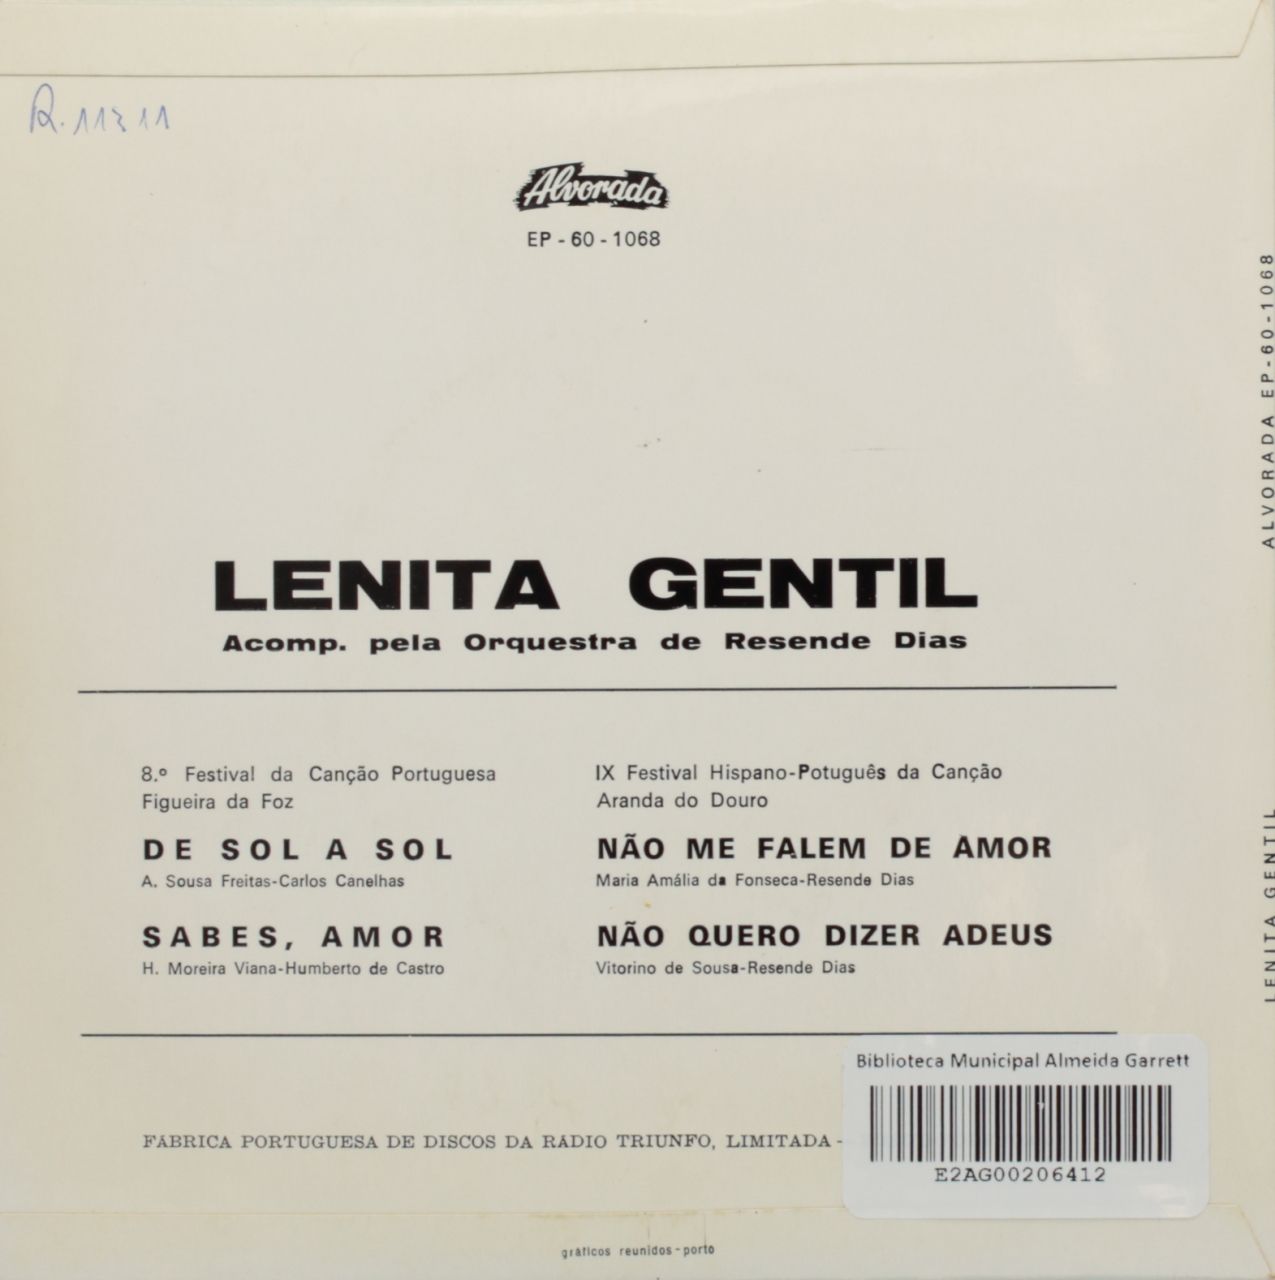 R. 11311
Alvorada
EP - 60 - 1068
LENITA GENTIL
Acomp. pela Orquestra de Resende Dias
8.º Festival da Canção Portuguesa
Figueira da Foz
DE SOL A SOL
A. Sousa Freitas-Carlos Canelhas
SABES, AMOR
H. Moreira Viana-Humberto de Castro
IX Festival Hispano-Potuguês da Canção
Aranda do Douro
NÃO ME FALEM DE AMOR
Maria Amália da Fonseca-Resende Dias
NÃO QUERO DIZER ADEUS
Vitorino de Sousa-Resende Dias
FÁBRICA PORTUGUESA DE DISCOS DA RADIO TRIUNFO, LIMITADA -
Biblioteca Municipal Almeida Garrett
E2AG00206412
gráficos reunidos - porto
ALVORADA EP-60-1068
LENITA GENTIL